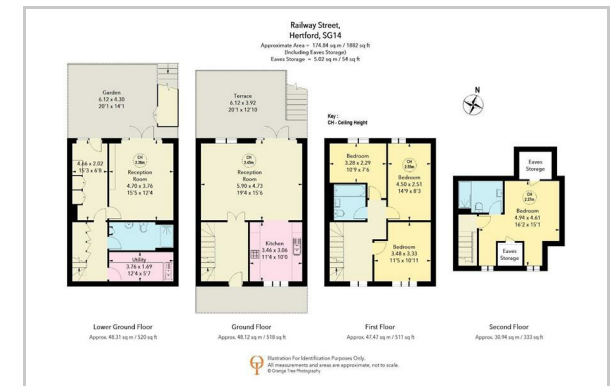 Railway Street,
Hertford, SG14
Approximate Area = 174.84 sq m / 1882 sq ft
(Including Eaves Storage)
Eaves Storage = 5.02 sq m / 54 sq ft
Key :
CH - Ceiling Height
N
Garden
6.12 x 4.30
20'1 x 14'1
4.66 x 2.02
15'3 x 6'8
CH
Reception
Room
4.70 x 3.76
15'5 x 12'4
Utility
3.76 x 1.69
12'4 x 5'7
Lower Ground Floor
Approx. 48.31 sq m / 520 sq ft
Terrace
6.12 x 3.92
20'1 x 12'10
CH
Reception
Room
5.90 x 4.73
19'4 x 15'6
Kitchen
3.46 x 3.06
11'4 x 10'0
Ground Floor
Approx. 48.12 sq m / 518 sq ft
Bedroom
3.28 x 2.29
10'9 x 7'6
CH
Bedroom
4.50 x 2.51
14'9 x 8'3
Bedroom
3.48 x 3.33
11'5 x 10'11
First Floor
Approx. 47.47 sq m / 511 sq ft
Eaves
Storage
CH
2.27m
Bedroom
4.94 x 4.61
16'2 x 15'1
Eaves
Storage
Second Floor
Approx. 30.94 sq m / 333 sq ft
Illustration For Identification Purposes Only.
All measurements and areas are approximate, not to scale.
© Orange Tree Photography